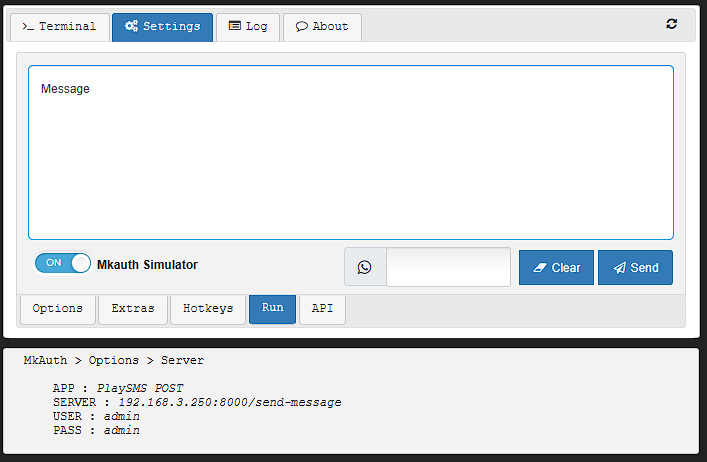 >_ Terminal Settings Log About
Message
ON Mkauth Simulator Clear Send
Options Extras Hotkeys Run API
MkAuth > Options > Server
APP : PlaySMS POST
SERVER : 192.168.3.250:8000/send-message
USER : admin
PASS : admin